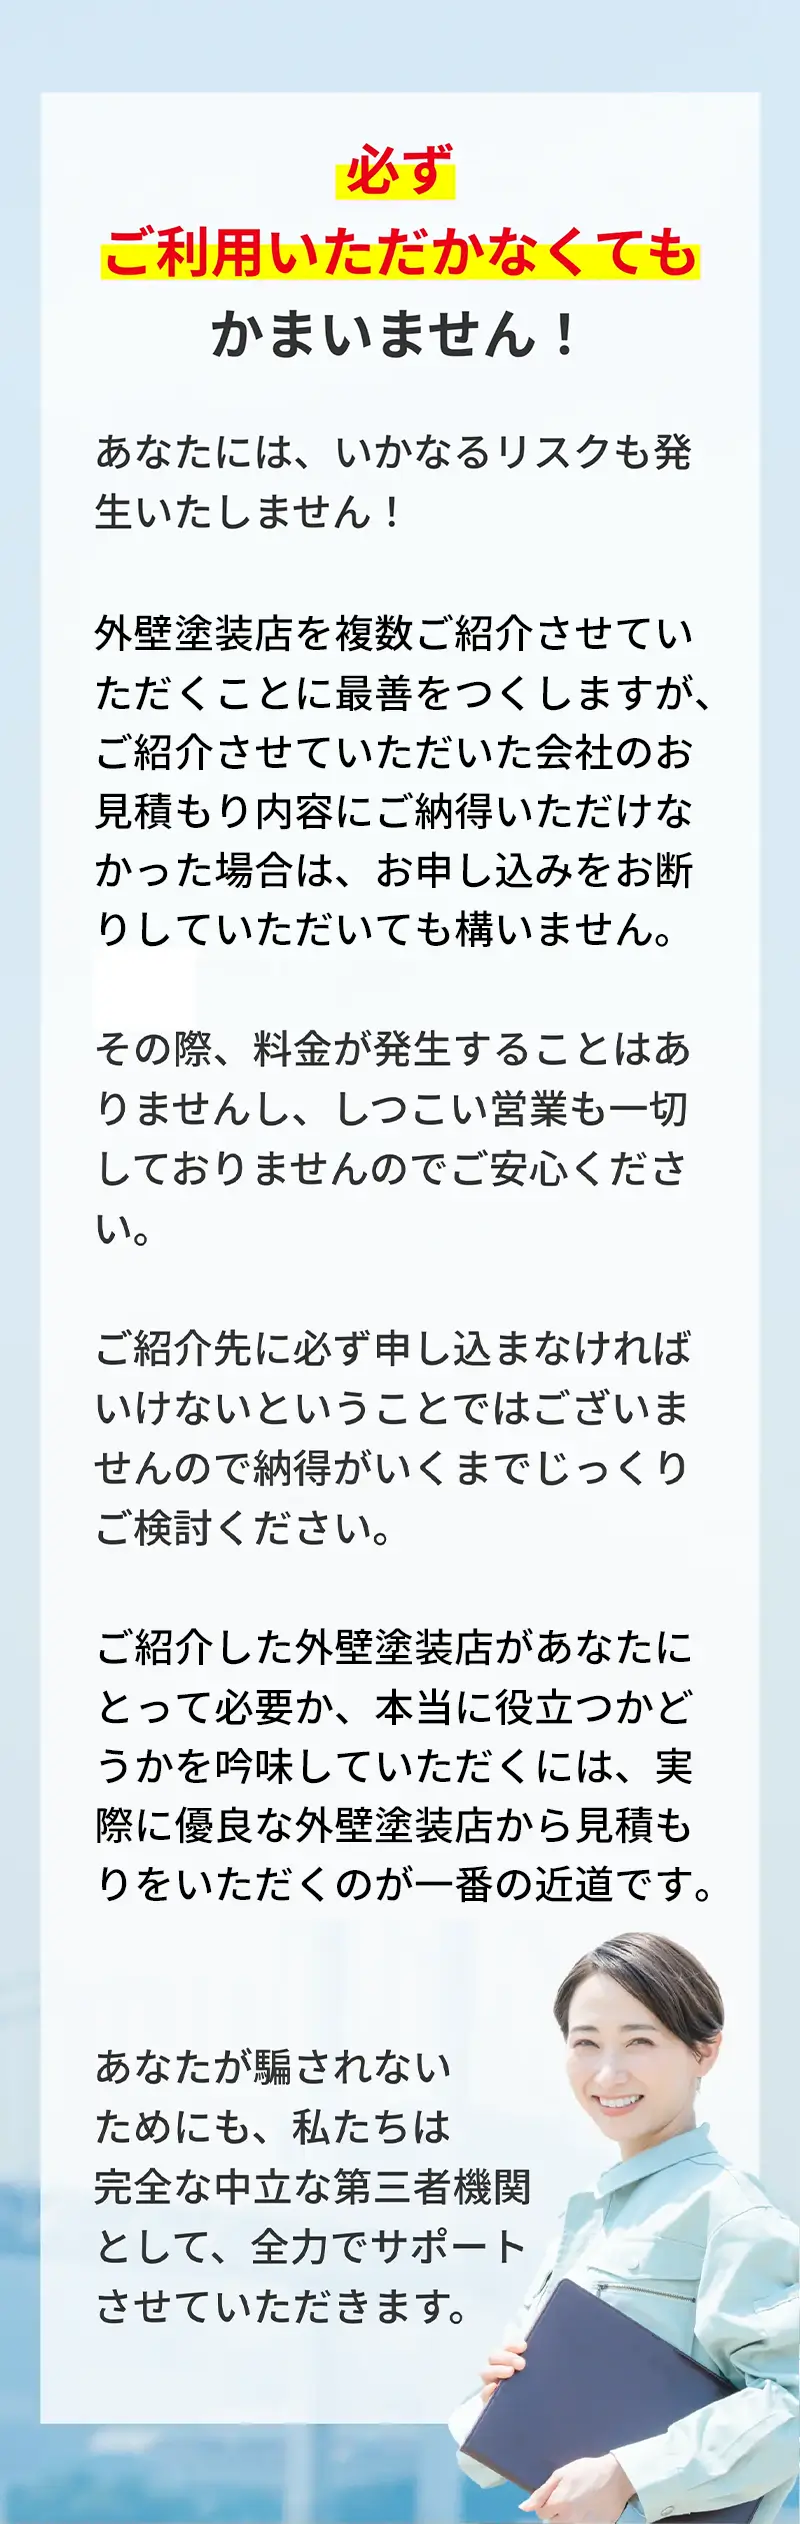 必ず
ご利用いただかなくても
かまいません！
あなたには、いかなるリスクも発
生いたしません！
外壁塗装店を複数ご紹介させてい
ただくことに最善をつくしますが、
ご紹介させていただいた会社のお
見積もり内容にご納得いただけな
かった場合は、お申し込みをお断
りしていただいても構いません。
その際、料金が発生することはあ
りませんし、しつこい営業も一切
しておりませんのでご安心くださ
い。
ご紹介先に必ず申し込まなければ
いけないということではございま
せんので納得がいくまでじっくり
ご検討ください。
ご紹介した外壁塗装店があなたに
とって必要か、本当に役立つかど
うかを吟味していただくには、実
際に優良な外壁塗装店から見積も
りをいただくのが一番の近道です。
あなたが騙されない
ためにも、私たちは
完全な中立な第三者機関
として、全力でサポート
させていただきます。